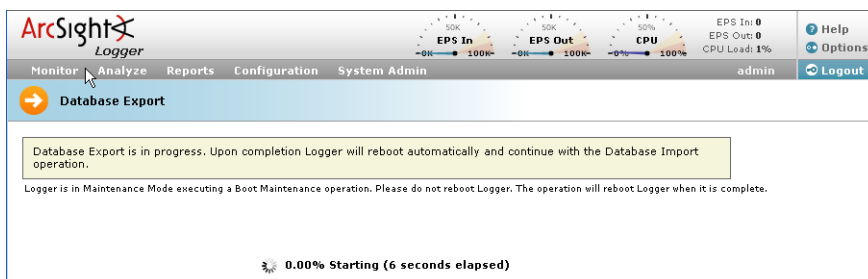 ArcSight
Logger
50K
EPS In
0K 100K
50K
EPS Out
0K 100K
50%
CPU
0% 100%
EPS In: 0
EPS Out: 0
CPU Load: 1%
Help
Options
Monitor Analyze Reports Configuration System Admin admin Logout
Database Export
Database Export is in progress. Upon completion Logger will reboot automatically and continue with the Database Import
operation.
Logger is in Maintenance Mode executing a Boot Maintenance operation. Please do not reboot Logger. The operation will reboot Logger when it is complete.
0.00% Starting (6 seconds elapsed)